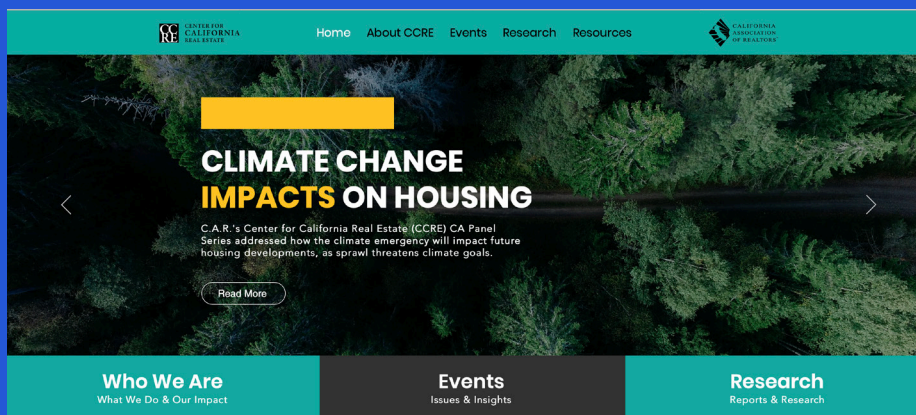 CENTER FOR
CALIFORNIA
REAL ESTATE
CC
RE
Home About CCRE Events Research Resources
CALIFORNIA
ASSOCIATION
OF REALTORS®
CLIMATE CHANGE
IMPACTS ON HOUSING
C.A.R.'s Center for California Real Estate (CCRE) CA Panel
Series addressed how the climate emergency will impact future
housing developments, as sprawl threatens climate goals.
Read More
Who We Are
What We Do & Our Impact
Events
Issues & Insights
Research
Reports & Research